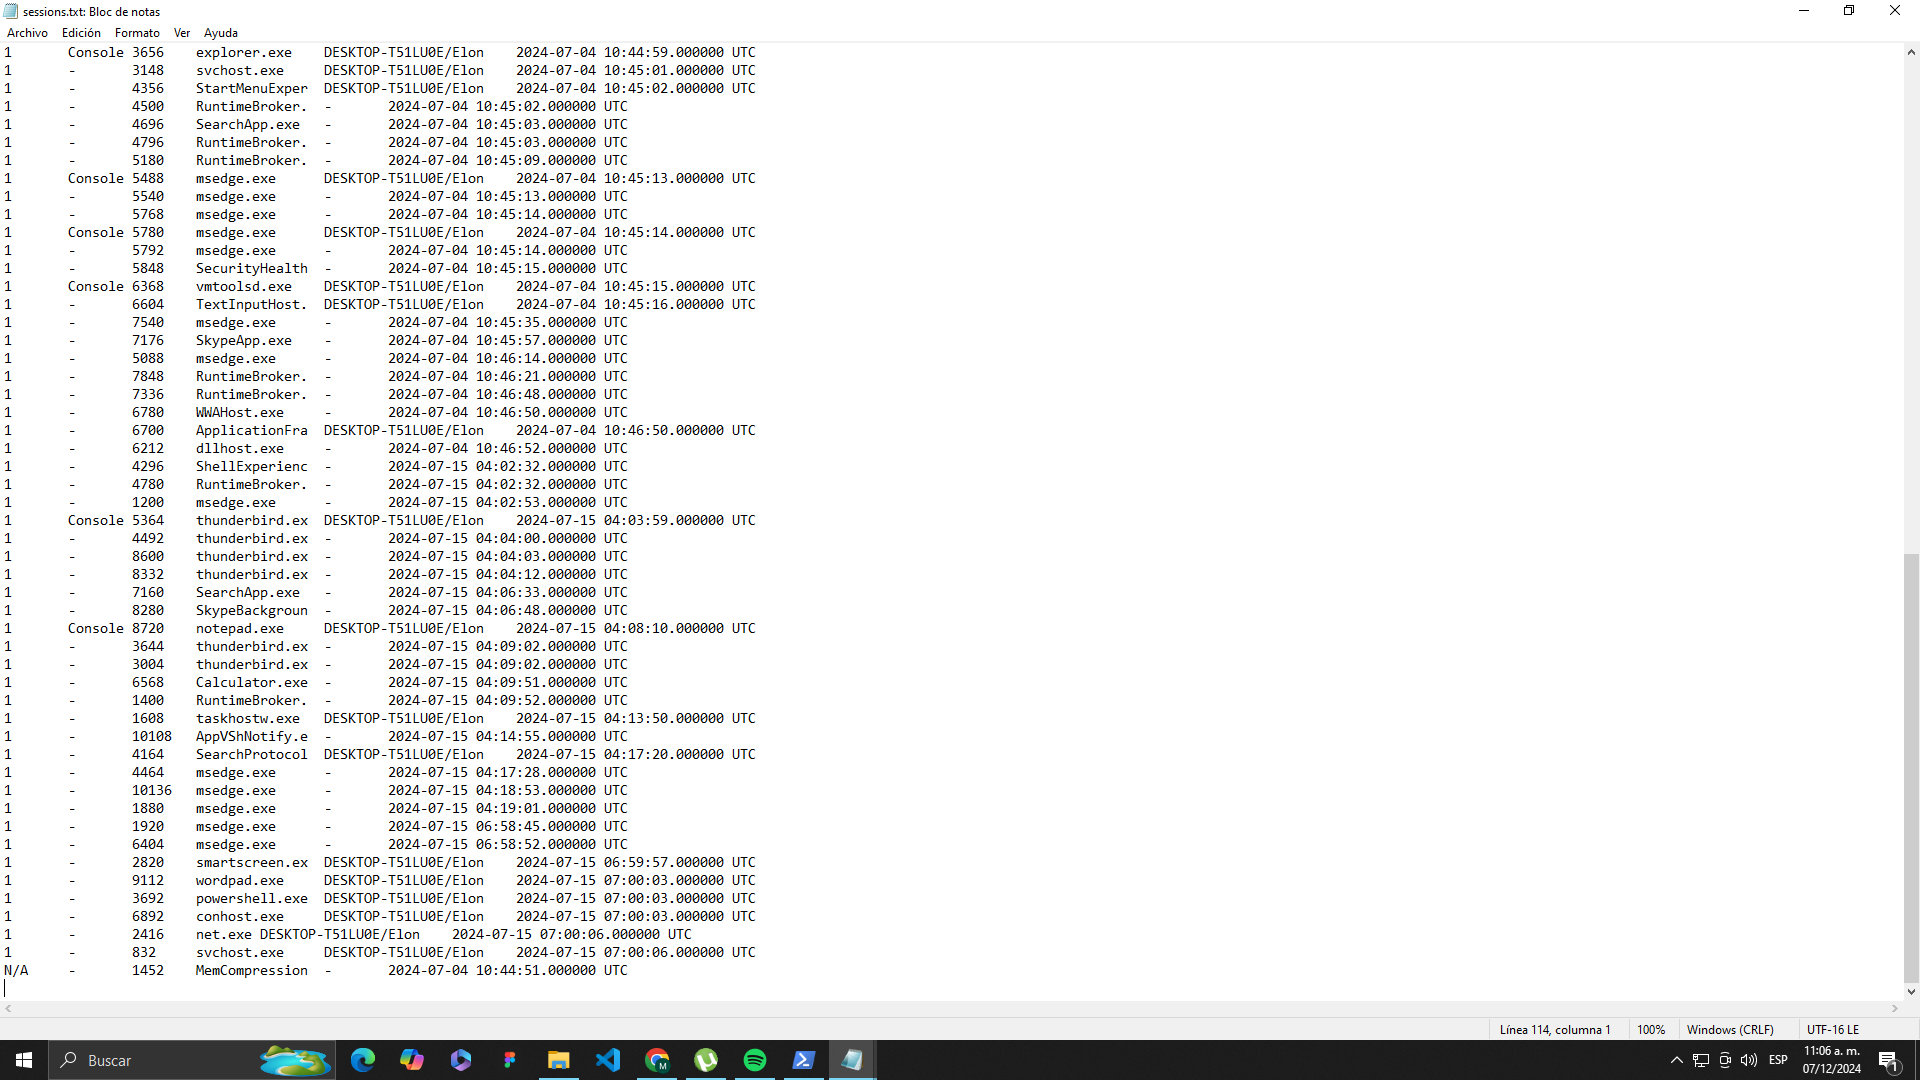 sessions.txt: Bloc de notas
Archivo Edición Formato Ver Ayuda
1 Console 3656 explorer.exe DESKTOP-T51LU0E/Elon 2024-07-04 10:44:59.000000 UTC
1 - 3148 svchost.exe DESKTOP-T51LU0E/Elon 2024-07-04 10:45:01.000000 UTC
1 - 4356 StartMenuExper DESKTOP-T51LU0E/Elon 2024-07-04 10:45:02.000000 UTC
1 - 4500 RuntimeBroker. - 2024-07-04 10:45:02.000000 UTC
1 - 4696 SearchApp.exe - 2024-07-04 10:45:03.000000 UTC
1 - 4796 RuntimeBroker. - 2024-07-04 10:45:03.000000 UTC
1 - 5180 RuntimeBroker. - 2024-07-04 10:45:09.000000 UTC
1 Console 5488 msedge.exe DESKTOP-T51LU0E/Elon 2024-07-04 10:45:13.000000 UTC
1 - 5540 msedge.exe - 2024-07-04 10:45:13.000000 UTC
1 - 5768 msedge.exe - 2024-07-04 10:45:14.000000 UTC
1 Console 5780 msedge.exe DESKTOP-T51LU0E/Elon 2024-07-04 10:45:14.000000 UTC
1 - 5792 msedge.exe - 2024-07-04 10:45:14.000000 UTC
1 - 5848 SecurityHealth - 2024-07-04 10:45:15.000000 UTC
1 Console 6368 vmtoolsd.exe DESKTOP-T51LU0E/Elon 2024-07-04 10:45:15.000000 UTC
1 - 6604 TextInputHost. DESKTOP-T51LU0E/Elon 2024-07-04 10:45:16.000000 UTC
1 - 7540 msedge.exe - 2024-07-04 10:45:35.000000 UTC
1 - 7176 SkypeApp.exe - 2024-07-04 10:45:57.000000 UTC
1 - 5088 msedge.exe - 2024-07-04 10:46:14.000000 UTC
1 - 7848 RuntimeBroker. - 2024-07-04 10:46:21.000000 UTC
1 - 7336 RuntimeBroker. - 2024-07-04 10:46:48.000000 UTC
1 - 6780 WWAHost.exe - 2024-07-04 10:46:50.000000 UTC
1 - 6700 ApplicationFra DESKTOP-T51LU0E/Elon 2024-07-04 10:46:50.000000 UTC
1 - 6212 dllhost.exe - 2024-07-04 10:46:52.000000 UTC
1 - 4296 ShellExperienc - 2024-07-15 04:02:32.000000 UTC
1 - 4780 RuntimeBroker. - 2024-07-15 04:02:32.000000 UTC
1 - 1200 msedge.exe - 2024-07-15 04:02:53.000000 UTC
1 Console 5364 thunderbird.ex DESKTOP-T51LU0E/Elon 2024-07-15 04:03:59.000000 UTC
1 - 4492 thunderbird.ex - 2024-07-15 04:04:00.000000 UTC
1 - 8600 thunderbird.ex - 2024-07-15 04:04:03.000000 UTC
1 - 8332 thunderbird.ex - 2024-07-15 04:04:12.000000 UTC
1 - 7160 SearchApp.exe - 2024-07-15 04:06:33.000000 UTC
1 - 8280 SkypeBackgroun - 2024-07-15 04:06:48.000000 UTC
1 Console 8720 notepad.exe DESKTOP-T51LU0E/Elon 2024-07-15 04:08:10.000000 UTC
1 - 3644 thunderbird.ex - 2024-07-15 04:09:02.000000 UTC
1 - 3004 thunderbird.ex - 2024-07-15 04:09:02.000000 UTC
1 - 6568 Calculator.exe - 2024-07-15 04:09:51.000000 UTC
1 - 1400 RuntimeBroker. - 2024-07-15 04:09:52.000000 UTC
1 - 1608 taskhostw.exe DESKTOP-T51LU0E/Elon 2024-07-15 04:13:50.000000 UTC
1 - 10108 AppVShNotify.e - 2024-07-15 04:14:55.000000 UTC
1 - 4164 SearchProtocol DESKTOP-T51LU0E/Elon 2024-07-15 04:17:20.000000 UTC
1 - 4464 msedge.exe - 2024-07-15 04:17:28.000000 UTC
1 - 10136 msedge.exe - 2024-07-15 04:18:53.000000 UTC
1 - 1880 msedge.exe - 2024-07-15 04:19:01.000000 UTC
1 - 1920 msedge.exe - 2024-07-15 06:58:45.000000 UTC
1 - 6404 msedge.exe - 2024-07-15 06:58:52.000000 UTC
1 - 2820 smartscreen.ex DESKTOP-T51LU0E/Elon 2024-07-15 06:59:57.000000 UTC
1 - 9112 wordpad.exe DESKTOP-T51LU0E/Elon 2024-07-15 07:00:03.000000 UTC
1 - 3692 powershell.exe DESKTOP-T51LU0E/Elon 2024-07-15 07:00:03.000000 UTC
1 - 6892 conhost.exe DESKTOP-T51LU0E/Elon 2024-07-15 07:00:03.000000 UTC
1 - 2416 net.exe DESKTOP-T51LU0E/Elon 2024-07-15 07:00:06.000000 UTC
1 - 832 svchost.exe DESKTOP-T51LU0E/Elon 2024-07-15 07:00:06.000000 UTC
N/A - 1452 MemCompression - 2024-07-04 10:44:51.000000 UTC
Línea 114, columna 1 100% Windows (CRLF) UTF-16 LE
Buscar
M
ESP
11:06 a. m.
07/12/2024
1